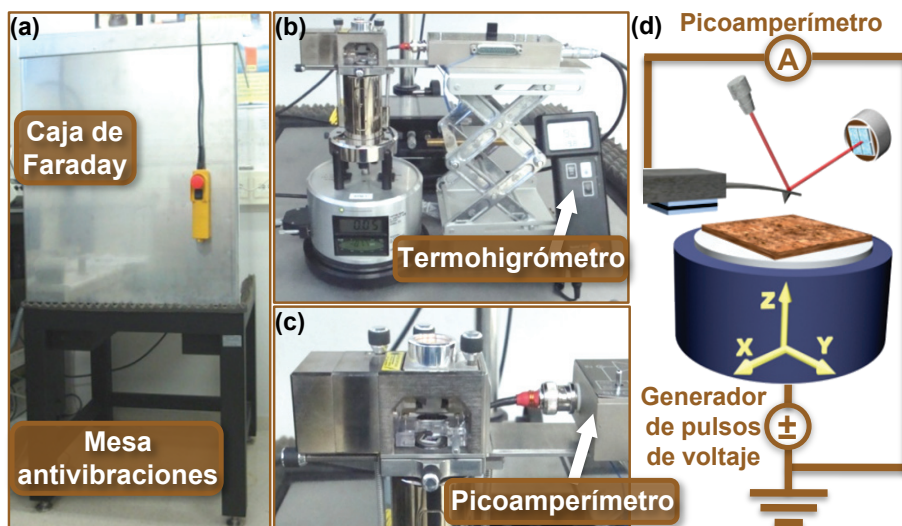 (a)
Caja de
Faraday
Mesa
antivibraciones
(b)
Termohigrómetro
(c)
Picoamperímetro
(d)
Picoamperímetro
A
Z
X
Y
Generador
de pulsos
de voltaje
±